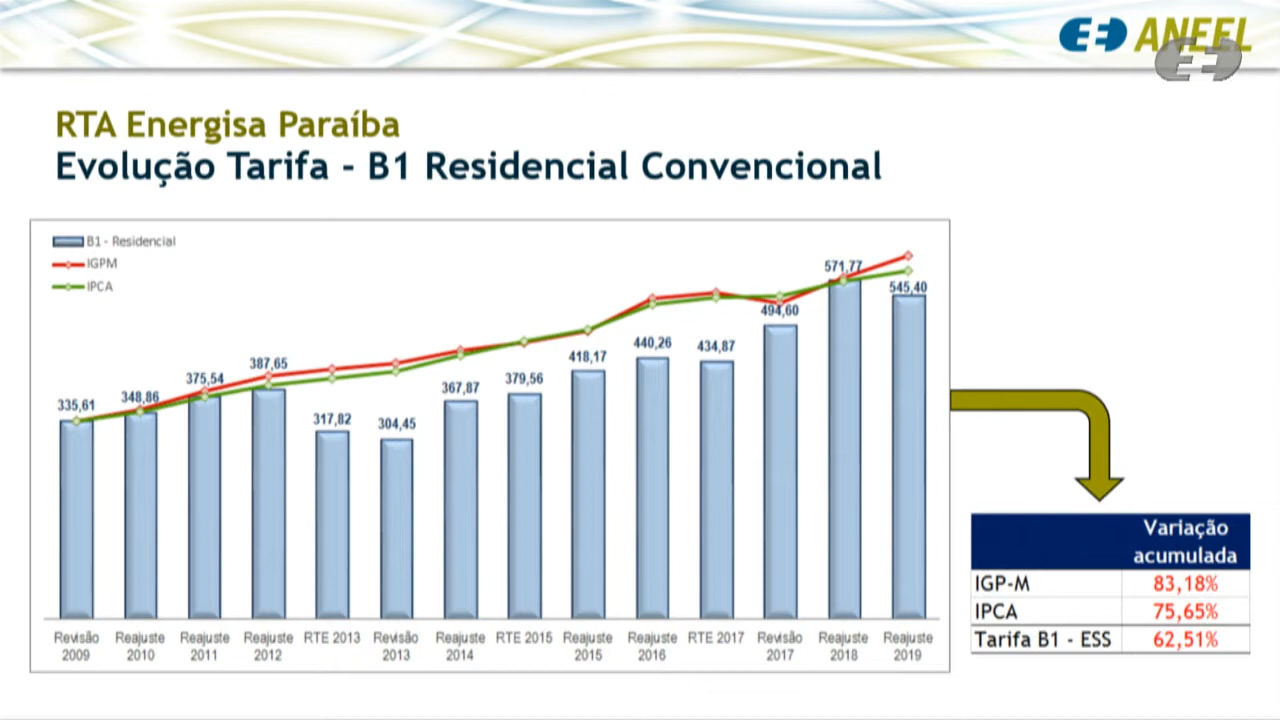 ANEEL
RTA Energisa Paraíba
Evolução Tarifa - B1 Residencial Convencional
B1 - Residencial
IGPM
IPCA
335,61
348,86
375,54
387,65
317,82
304,45
367,87
379,56
418,17
440,26
434,87
494,60
571,77
545,40
Revisão
2009
Reajuste
2010
Reajuste
2011
Reajuste
2012
RTE 2013
Revisão
2013
Reajuste
2014
RTE 2015
Reajuste
2015
Reajuste
2016
RTE 2017
Revisão
2017
Reajuste
2018
Reajuste
2019
Variação
acumulada
IGP-M 83,18%
IPCA 75,65%
Tarifa B1 - ESS 62,51%